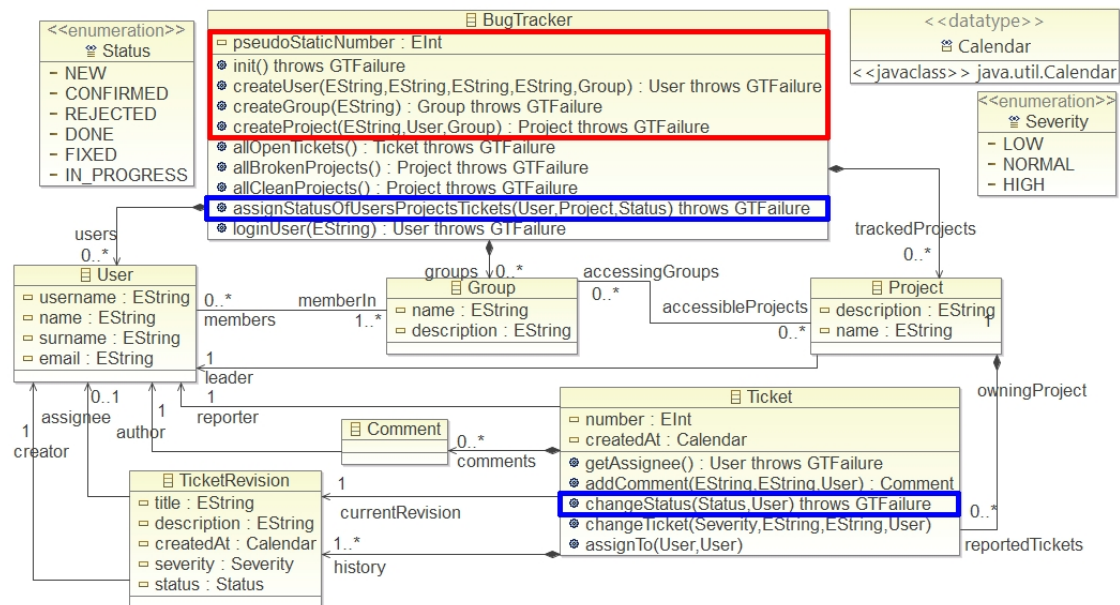 <<enumeration>>
Status
NEW
CONFIRMED
REJECTED
DONE
FIXED
IN_PROGRESS
BugTracker
pseudoStaticNumber : EInt
init() throws GTFailure
createUser(EString,EString,EString,EString,Group) : User throws GTFailure
createGroup(EString) : Group throws GTFailure
createProject(EString,User,Group) : Project throws GTFailure
allOpenTickets() : Ticket throws GTFailure
allBrokenProjects() : Project throws GTFailure
allCleanProjects() : Project throws GTFailure
assignStatusOfUsersProjectsTickets(User,Project,Status) throws GTFailure
loginUser(EString) : User throws GTFailure
<<datatype>>
Calendar
<<javaclass>> java.util.Calendar
<<enumeration>>
Severity
LOW
NORMAL
HIGH
users
0..*
groups
0..*
trackedProjects
0..*
User
username : EString
name : EString
surname : EString
email : EString
0..*
members
memberIn
1..*
Group
name : EString
description : EString
accessingGroups
0..*
accessibleProjects
0..*
Project
description : EString
name : EString
1
owningProject
1
leader
0..1
assignee
1
author
1
reporter
1
creator
Comment
0..*
comments
Ticket
number : EInt
createdAt : Calendar
getAssignee() : User throws GTFailure
addComment(EString,EString,User) : Comment
changeStatus(Status,User) throws GTFailure
changeTicket(Severity,EString,EString,User)
assignTo(User,User)
0..*
reportedTickets
TicketRevision
title : EString
description : EString
createdAt : Calendar
severity : Severity
status : Status
1
currentRevision
1..*
history